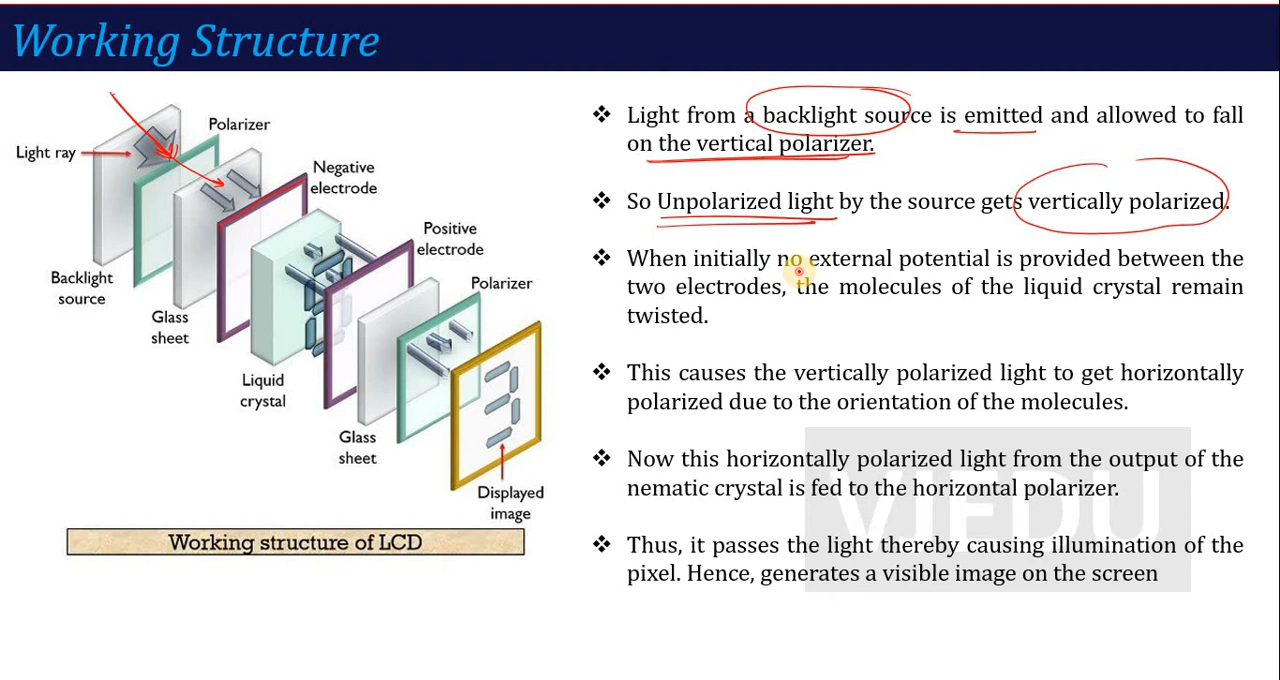 Working Structure
Light ray
Polarizer
Negative
electrode
Positive
electrode
Polarizer
Backlight
source
Glass
sheet
Liquid
crystal
Glass
sheet
Displayed
image
Working structure of LCD
❖ Light from a backlight source is emitted and allowed to fall
on the vertical polarizer.
❖ So Unpolarized light by the source gets vertically polarized.
❖ When initially no external potential is provided between the
two electrodes, the molecules of the liquid crystal remain
twisted.
❖ This causes the vertically polarized light to get horizontally
polarized due to the orientation of the molecules.
❖ Now this horizontally polarized light from the output of the
nematic crystal is fed to the horizontal polarizer.
❖ Thus, it passes the light thereby causing illumination of the
pixel. Hence, generates a visible image on the screen
VIEDU